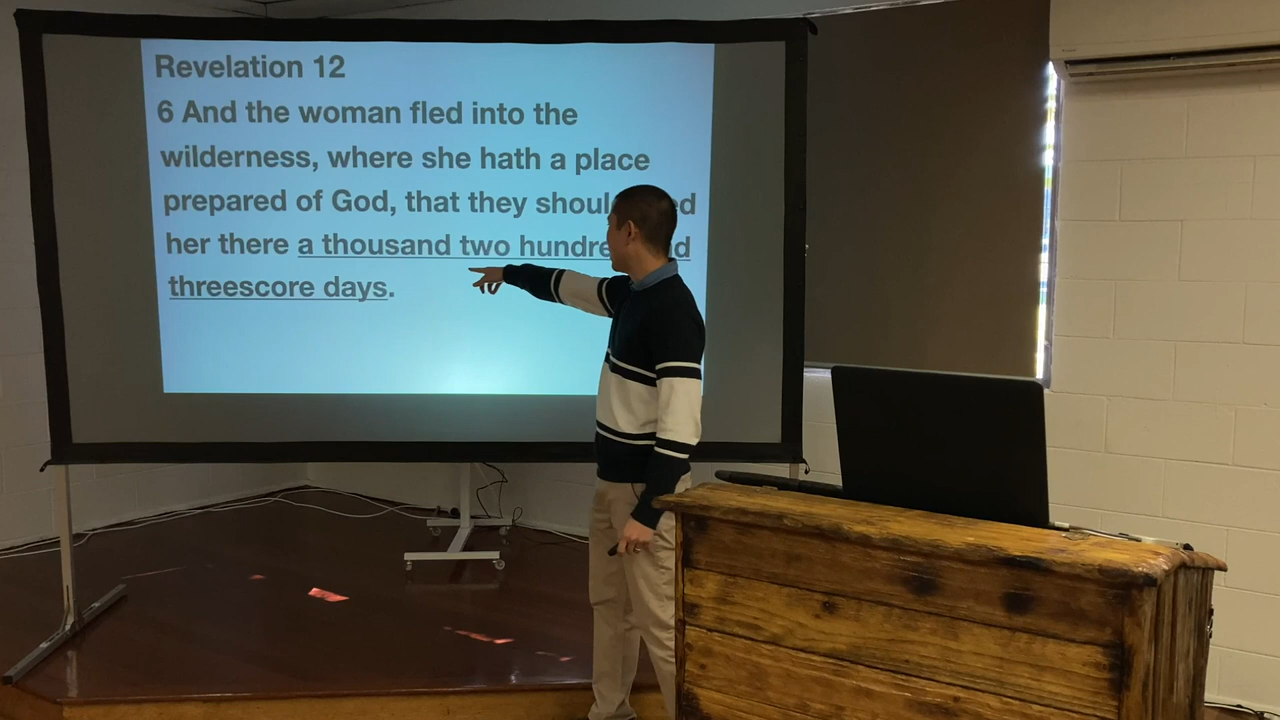 Revelation 12
6 And the woman fled into the
wilderness, where she hath a place
prepared of God, that they
her there a thousand two
threescore days.